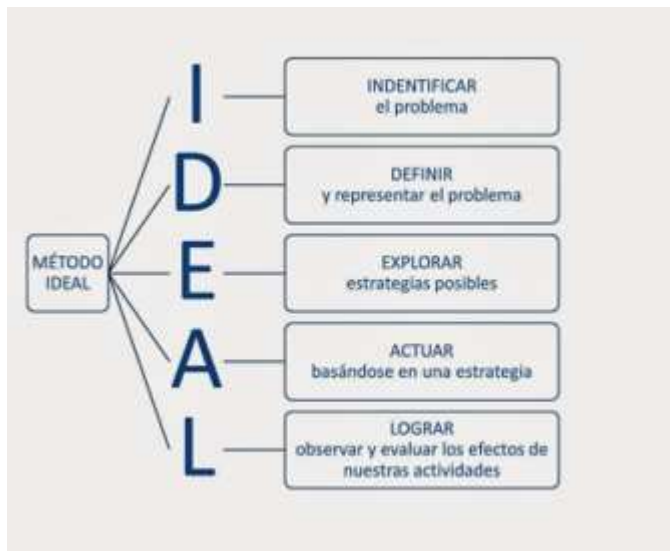 MÉTODO
IDEAL
I
INDENTIFICAR
el problema
D
DEFINIR
y representar el problema
E
EXPLORAR
estrategias posibles
A
ACTUAR
basándose en una estrategia
L
LOGRAR
observar y evaluar los efectos de
nuestras actividades